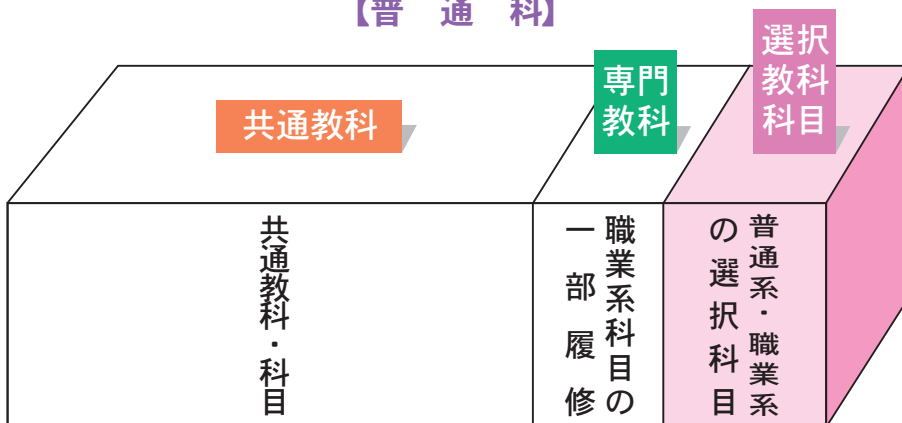 【普通科】
共通教科
専門
教科
選択
教科
科目
共通教科・科目
職業系科目の
一部履修
普通系・職業系
の選択科目